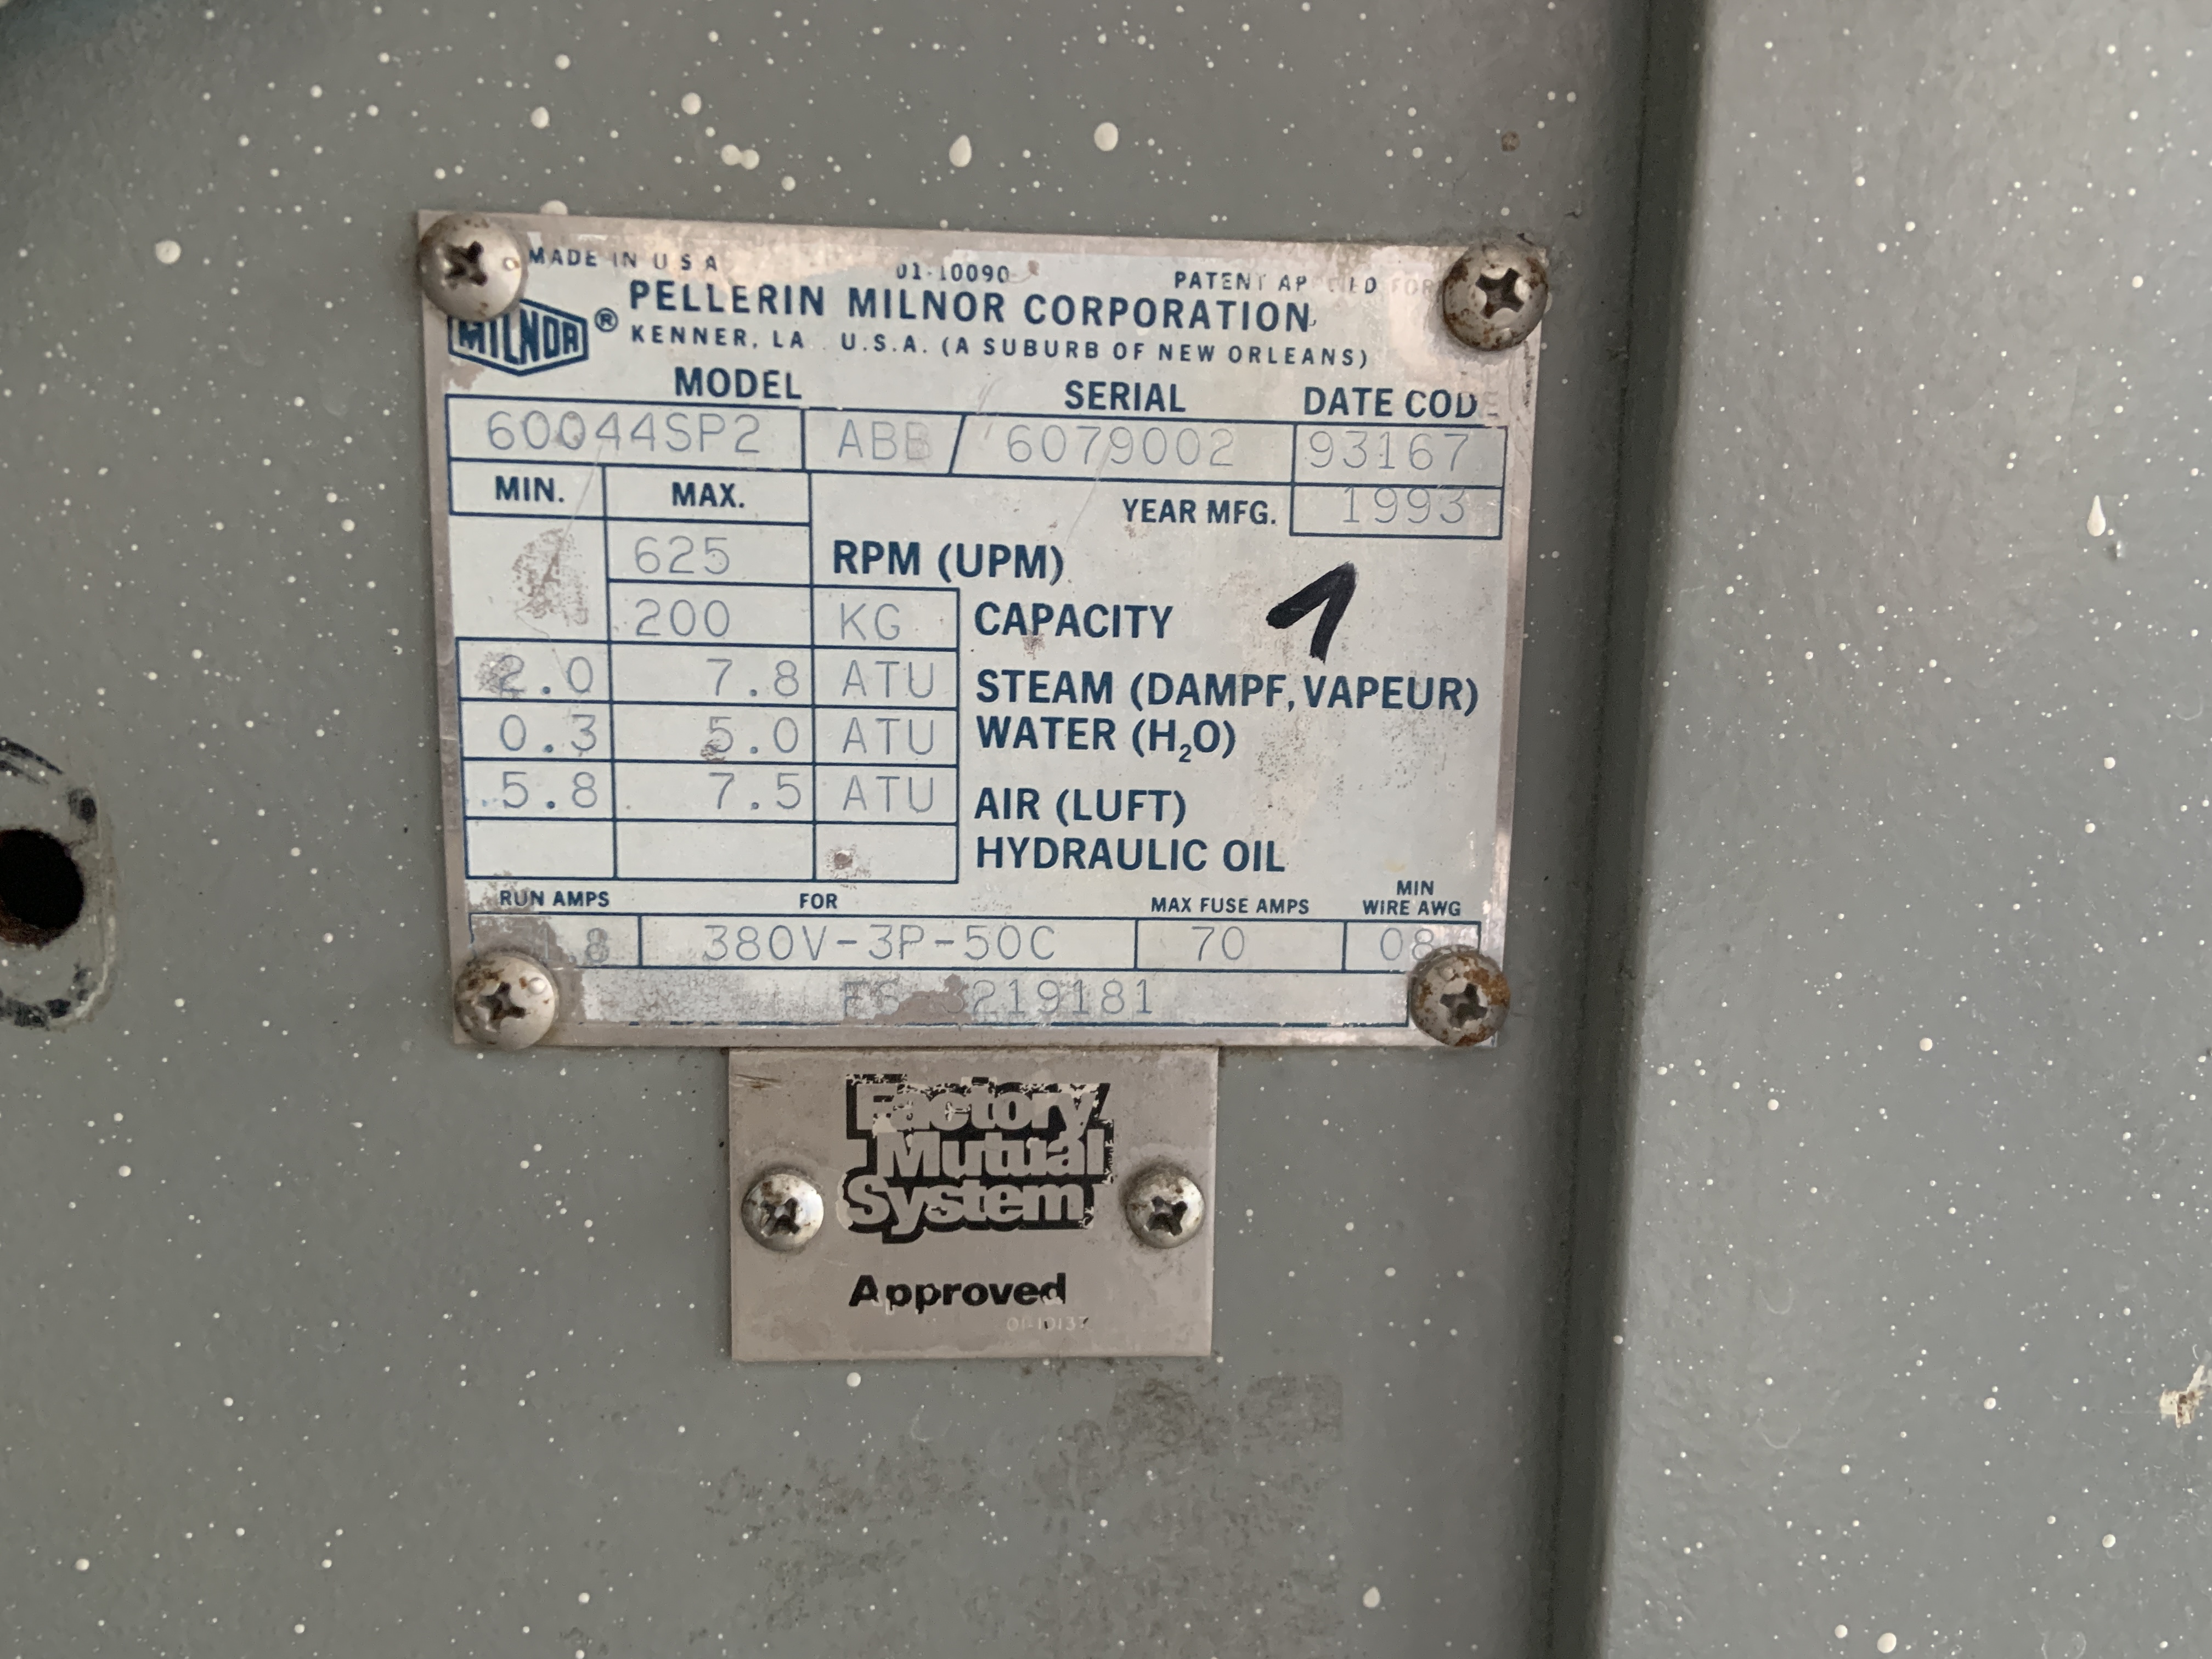 MADE IN U S A 01-10090 PATENT
PELLERIN MILNOR CORPORATION
MILNOR ® KENNER, LA. U.S.A. (A SUBURB OF NEW ORLEANS)
MODEL SERIAL DATE CODE
60044SP2 ABB/ 6079002 93167
MIN. MAX. YEAR MFG. 1993
625 RPM (UPM)
200 KG CAPACITY 1
2.0 7.8 ATU STEAM (DAMPF, VAPEUR)
0.3 5.0 ATU WATER (H₂O)
5.8 7.5 ATU AIR (LUFT)
HYDRAULIC OIL
RUN AMPS FOR MAX FUSE AMPS MIN WIRE AWG
8 380V-3P-50C 70 08
Factory
Mutual
System
Approved